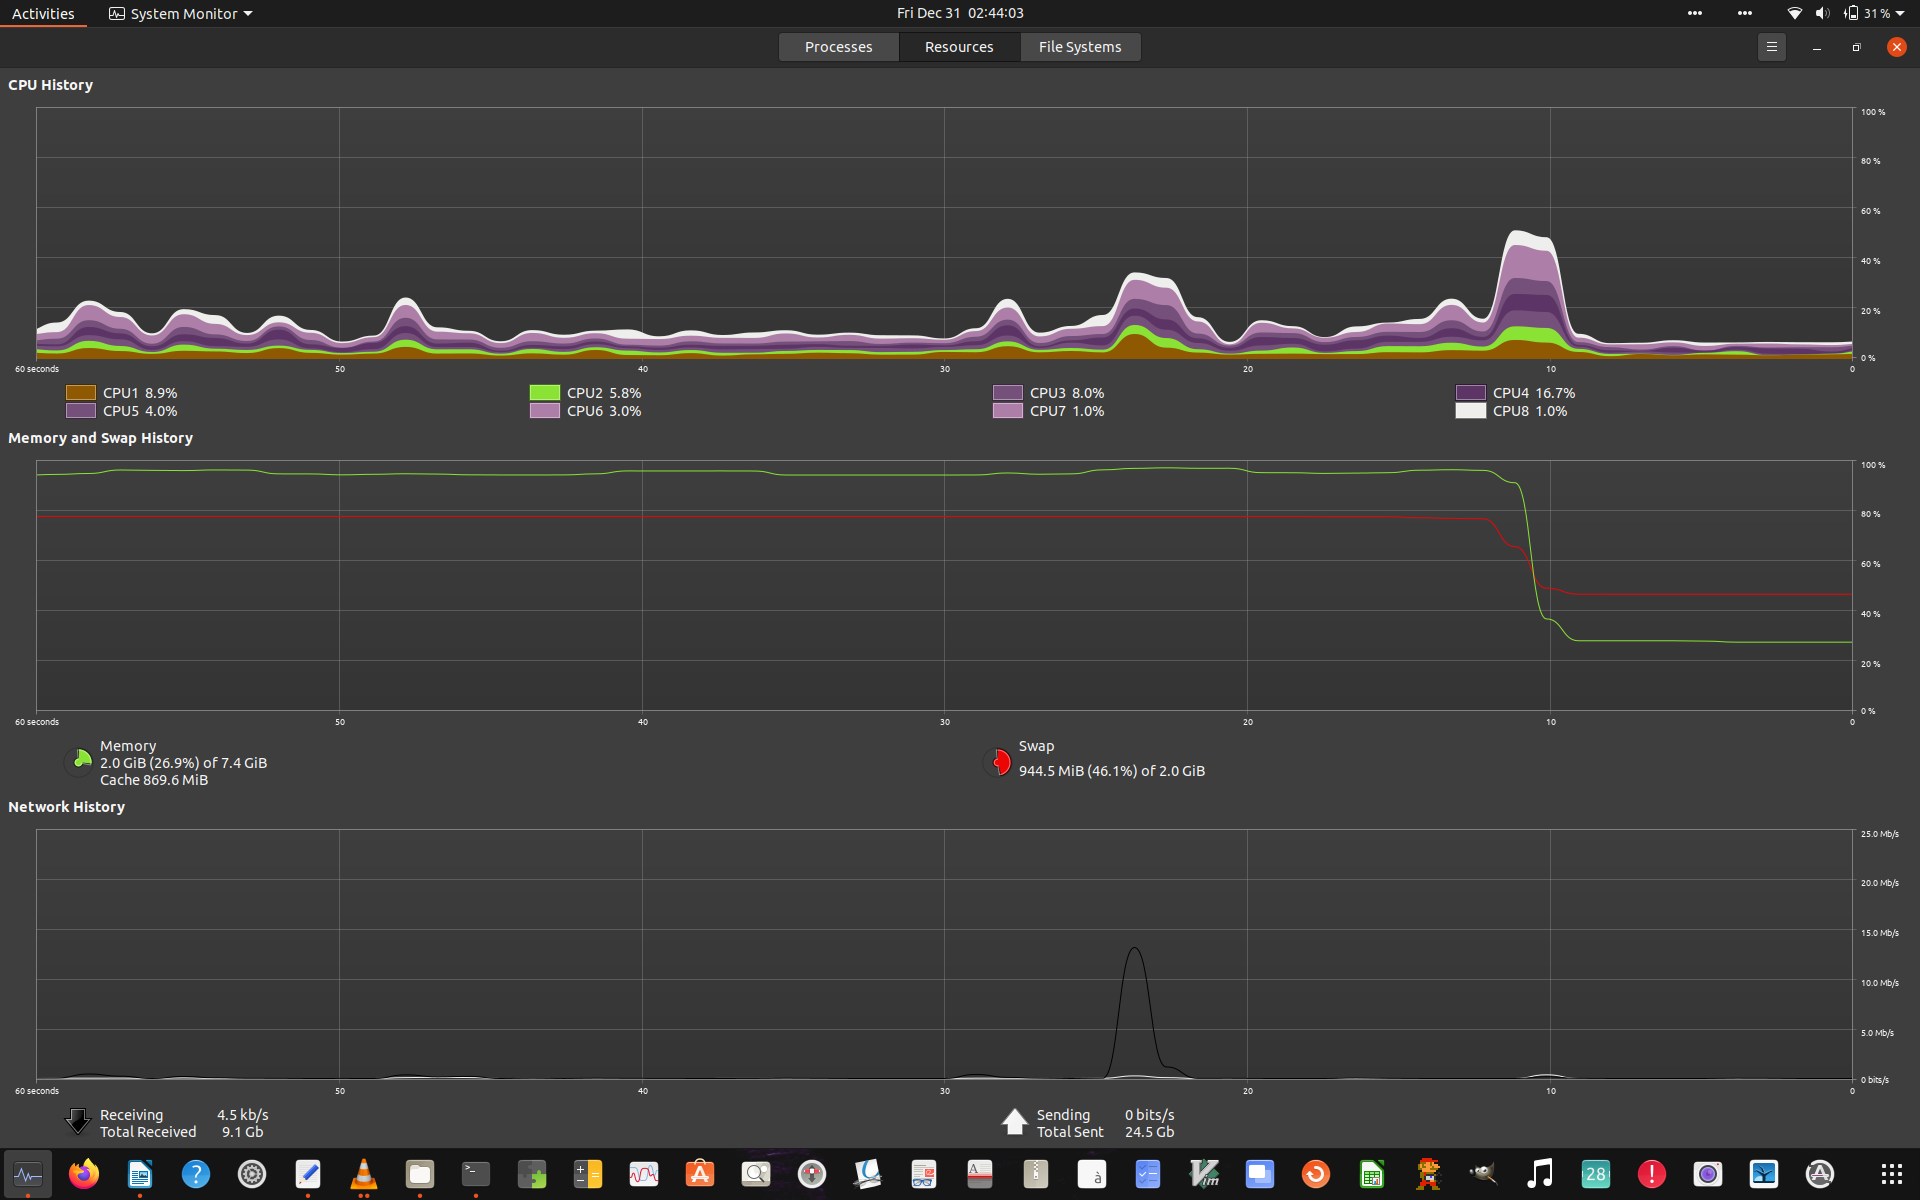 Activities
System Monitor
Fri Dec 31 02:44:03
31 %
Processes
Resources
File Systems
CPU History
100 %
80 %
60 %
40 %
20 %
0 %
60 seconds 50 40 30 20 10 0
CPU1 8.9% CPU2 5.8% CPU3 8.0% CPU4 16.7%
CPU5 4.0% CPU6 3.0% CPU7 1.0% CPU8 1.0%
Memory and Swap History
100 %
80 %
60 %
40 %
20 %
0 %
60 seconds 50 40 30 20 10 0
Memory
2.0 GiB (26.9%) of 7.4 GiB
Cache 869.6 MiB
Swap
944.5 MiB (46.1%) of 2.0 GiB
Network History
25.0 Mb/s
20.0 Mb/s
15.0 Mb/s
10.0 Mb/s
5.0 Mb/s
0 bits/s
60 seconds 50 40 30 20 10 0
Receiving 4.5 kb/s
Total Received 9.1 Gb
Sending 0 bits/s
Total Sent 24.5 Gb
28